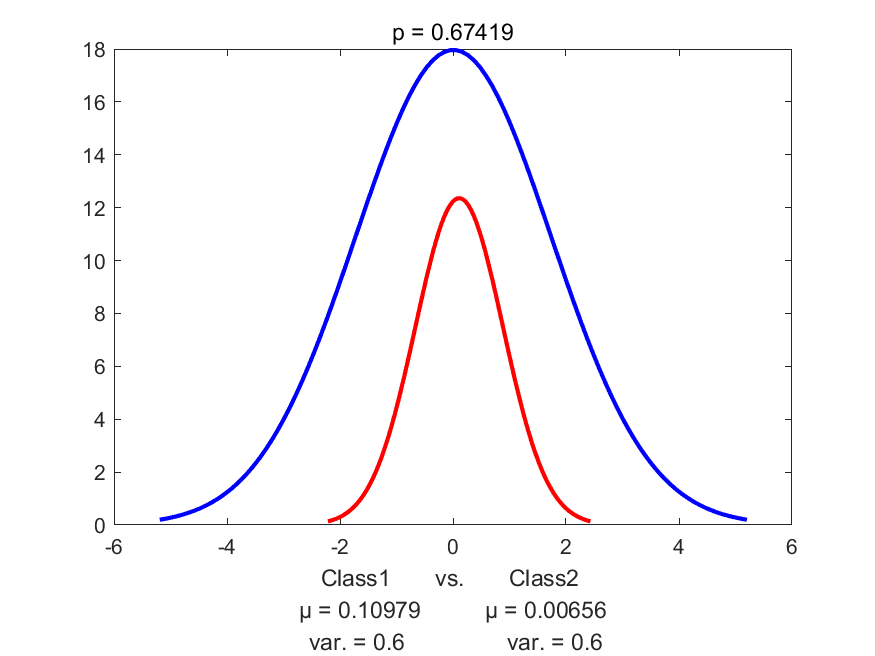 p = 0.67419
18
16
14
12
10
8
6
4
2
0
-6 -4 -2 0 2 4 6
Class1 vs. Class2
μ = 0.10979 μ = 0.00656
var. = 0.6 var. = 0.6